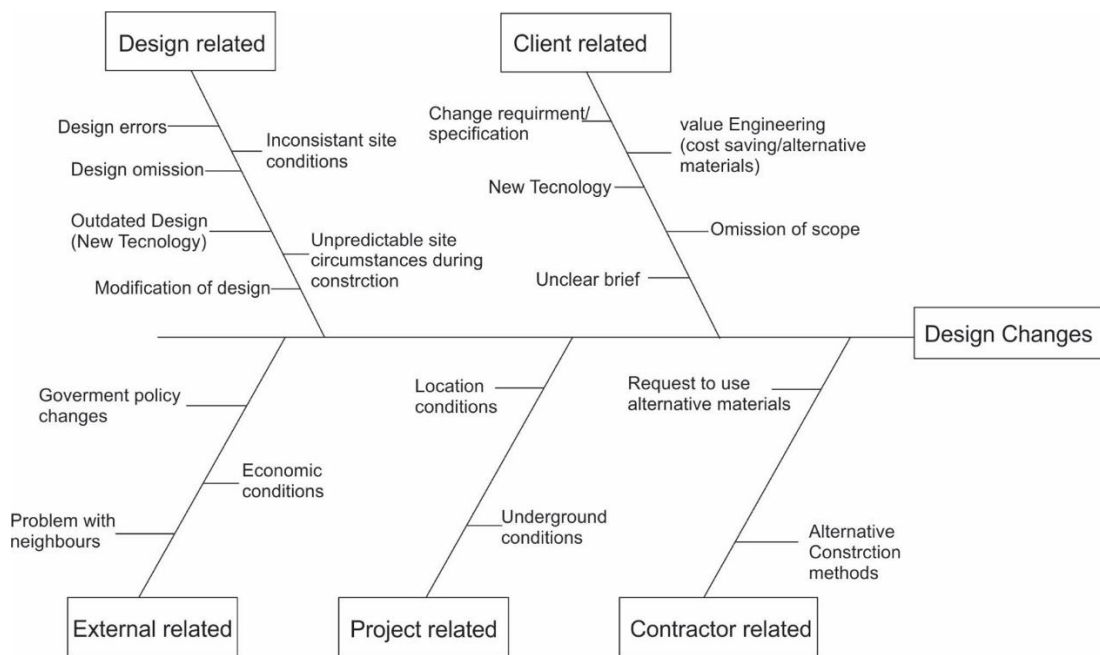 Design related
Client related
Design errors
Inconsistant site
conditions
Design omission
Outdated Design
(New Tecnology)
Unpredictable site
circumstances during
constrction
Modification of design
Change requirment/
specification
value Engineering
(cost saving/alternative
materials)
New Tecnology
Omission of scope
Unclear brief
Design Changes
Goverment policy
changes
Economic
conditions
Problem with
neighbours
Location
conditions
Underground
conditions
Request to use
alternative materials
Alternative
Constrction
methods
External related
Project related
Contractor related